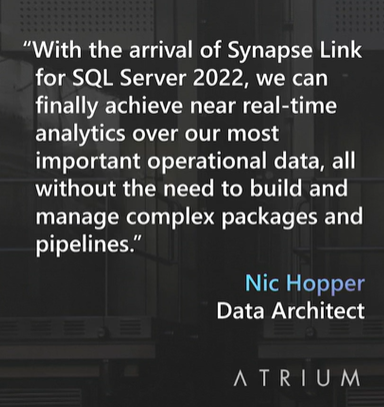 “With the arrival of Synapse Link
for SQL Server 2022, we can
finally achieve near real-time
analytics over our most
important operational data, all
without the need to build and
manage complex packages and
pipelines.”
Nic Hopper
Data Architect
ATRIUM